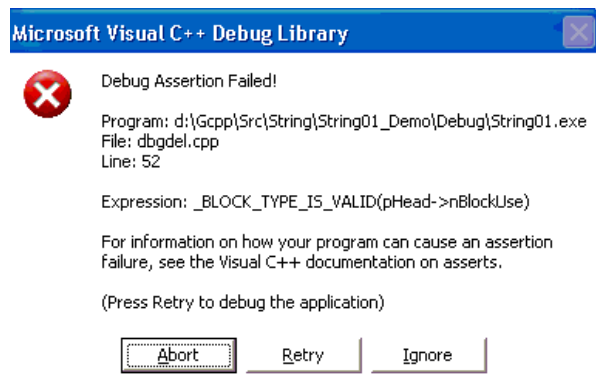 Microsoft Visual C++ Debug Library
Debug Assertion Failed!
Program: d:\Gcpp\Src\String\String01_Demo\Debug\String01.exe
File: dbgdel.cpp
Line: 52
Expression: _BLOCK_TYPE_IS_VALID(pHead->nBlockUse)
For information on how your program can cause an assertion
failure, see the Visual C++ documentation on asserts.
(Press Retry to debug the application)
Abort Retry Ignore